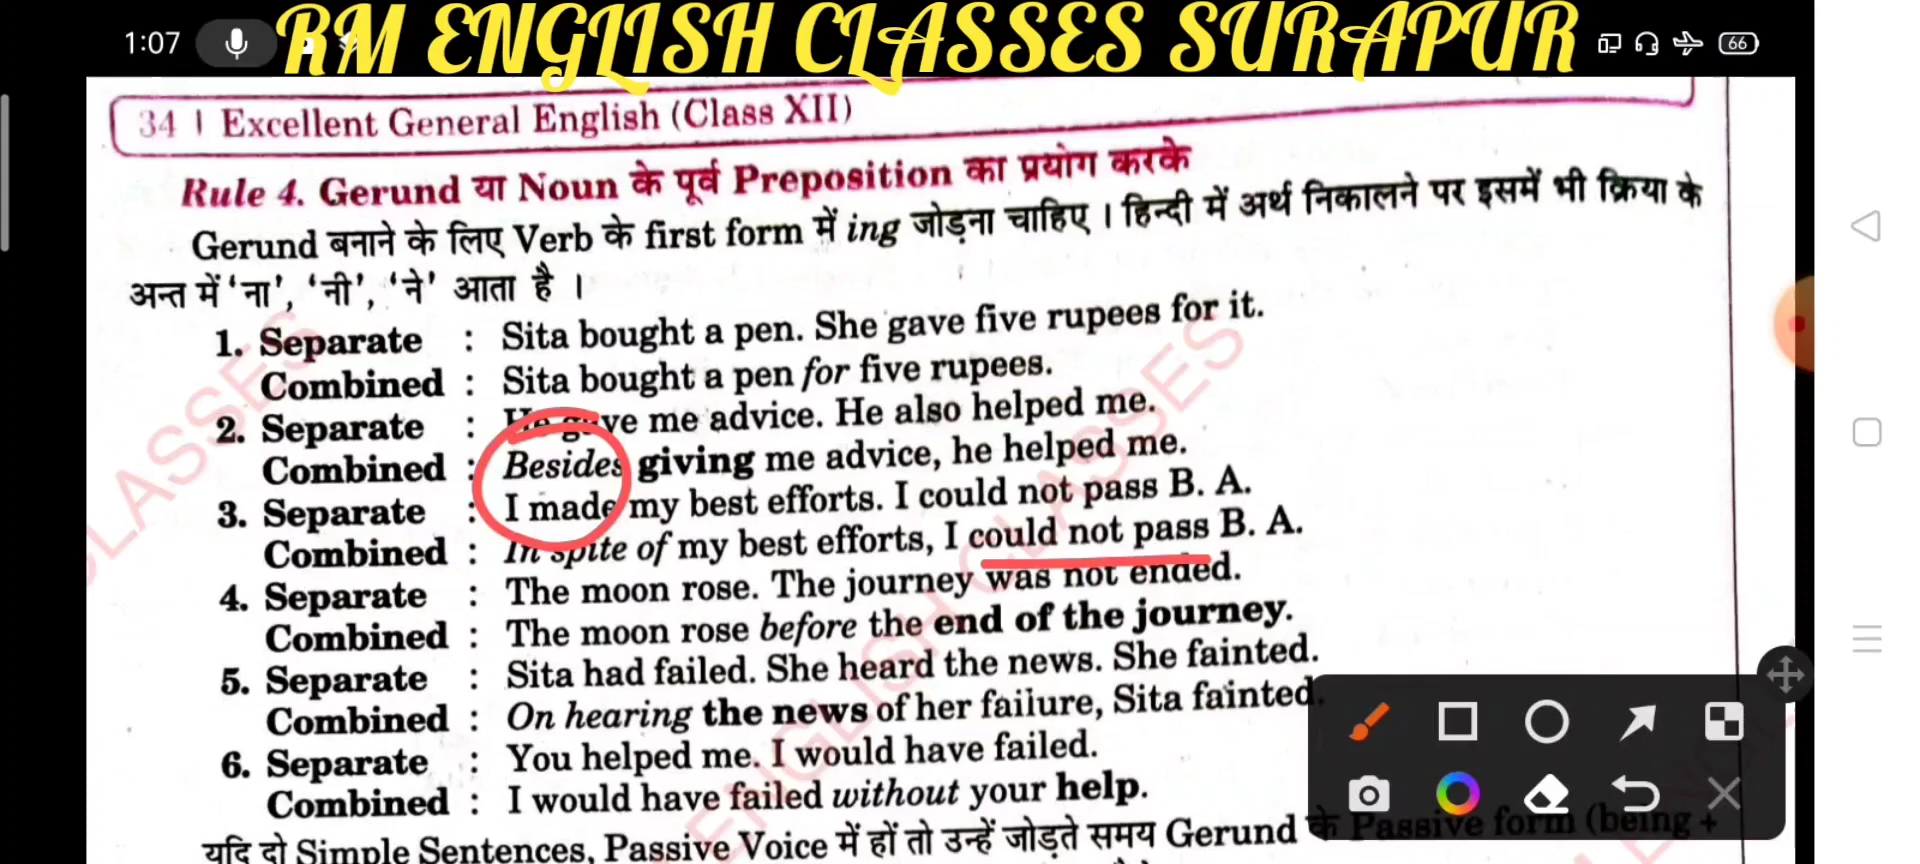 1:07
RM ENGLISH CLASSES SURAPUR
66
34 | Excellent General English (Class XII)
Rule 4. Gerund या Noun के पूर्व Preposition का प्रयोग करके
Gerund बनाने के लिए Verb के first form में ing जोड़ना चाहिए । हिन्दी में अर्थ निकालने पर इसमें भी क्रिया के
अन्त में 'ना', 'नी', 'ने' आता है ।
1. Separate : Sita bought a pen. She gave five rupees for it.
Combined : Sita bought a pen for five rupees.
2. Separate : He gave me advice. He also helped me.
Combined : Besides giving me advice, he helped me.
3. Separate : I made my best efforts. I could not pass B. A.
Combined : In spite of my best efforts, I could not pass B. A.
4. Separate : The moon rose. The journey was not ended.
Combined : The moon rose before the end of the journey.
5. Separate : Sita had failed. She heard the news. She fainted.
Combined : On hearing the news of her failure, Sita fainted.
6. Separate : You helped me. I would have failed.
Combined : I would have failed without your help.
यदि दो Simple Sentences, Passive Voice में हों तो उन्हें जोड़ते समय Gerund के Passive form (being +